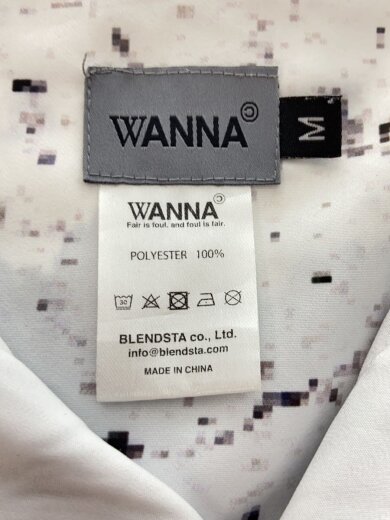 WANNA©
M
WANNA©
Fair is foul, and foul is fair.
POLYESTER 100%
30
BLENDSTA co., Ltd.
info@blendsta.com
MADE IN CHINA